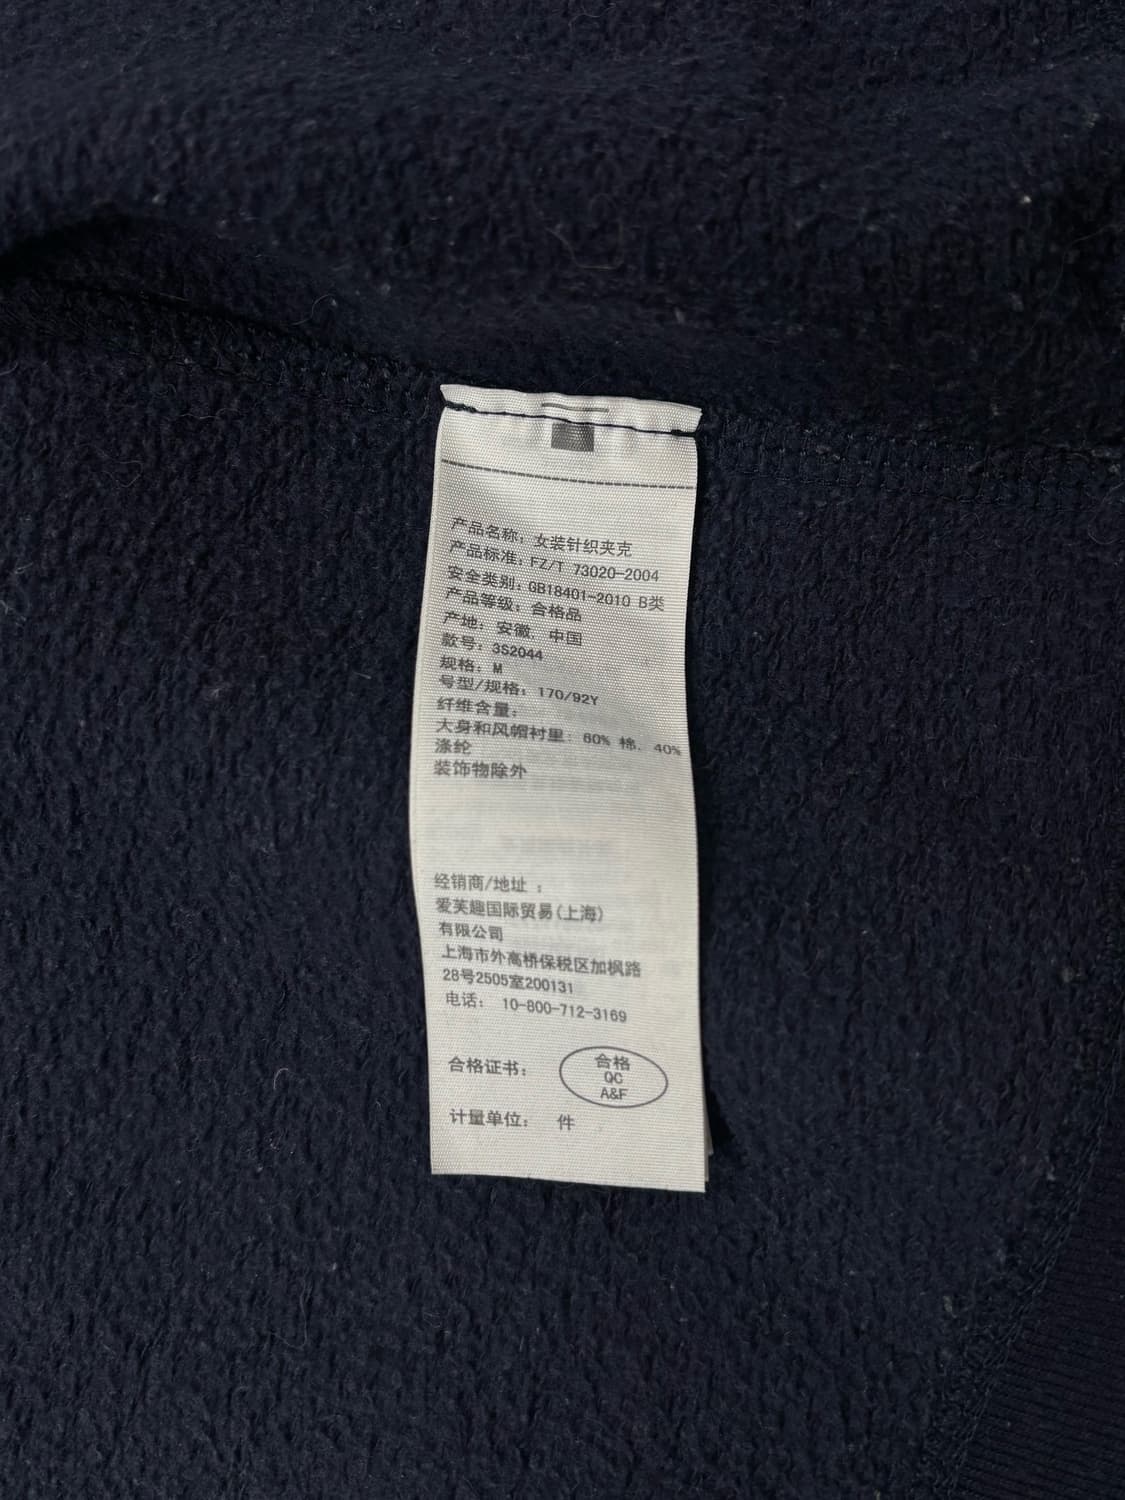 产品名称：女装针织夹克
产品标准：FZ/T 73020-2004
安全类别：GB18401-2010 B类
产品等级：合格品
产地：安徽，中国
款号：3S2044
规格：M
号型/规格：170/92Y
纤维含量：
大身和风帽衬里：60% 棉，40%
涤纶
装饰物除外
经销商/地址 ：
爱芙趣国际贸易(上海)
有限公司
上海市外高桥保税区加枫路
28号2505室200131
电话： 10-800-712-3169
合格证书：
合格
QC
A&F
计量单位： 件